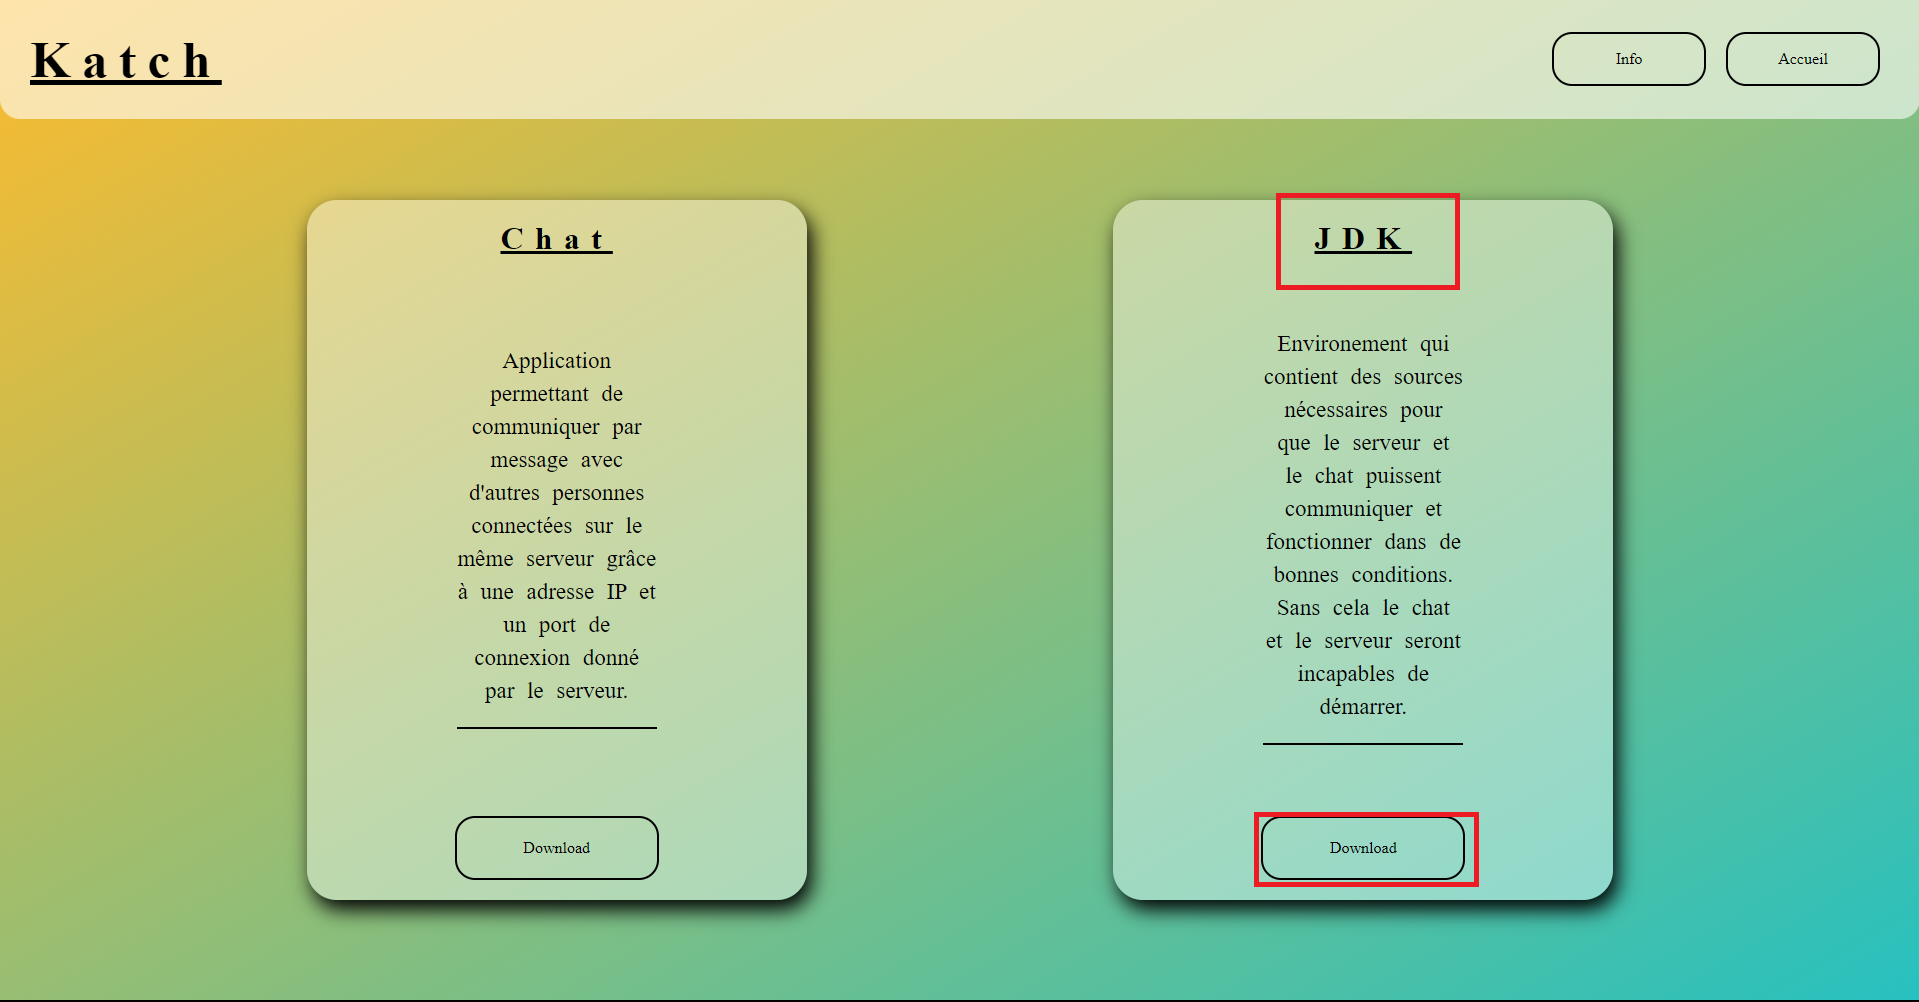 Katch
Info
Accueil
Chat
Application
permettant de
communiquer par
message avec
d'autres personnes
connectées sur le
même serveur grâce
à une adresse IP et
un port de
connexion donné
par le serveur.
Download
JDK
Environement qui
contient des sources
nécessaires pour
que le serveur et
le chat puissent
communiquer et
fonctionner dans de
bonnes conditions.
Sans cela le chat
et le serveur seront
incapables de
démarrer.
Download